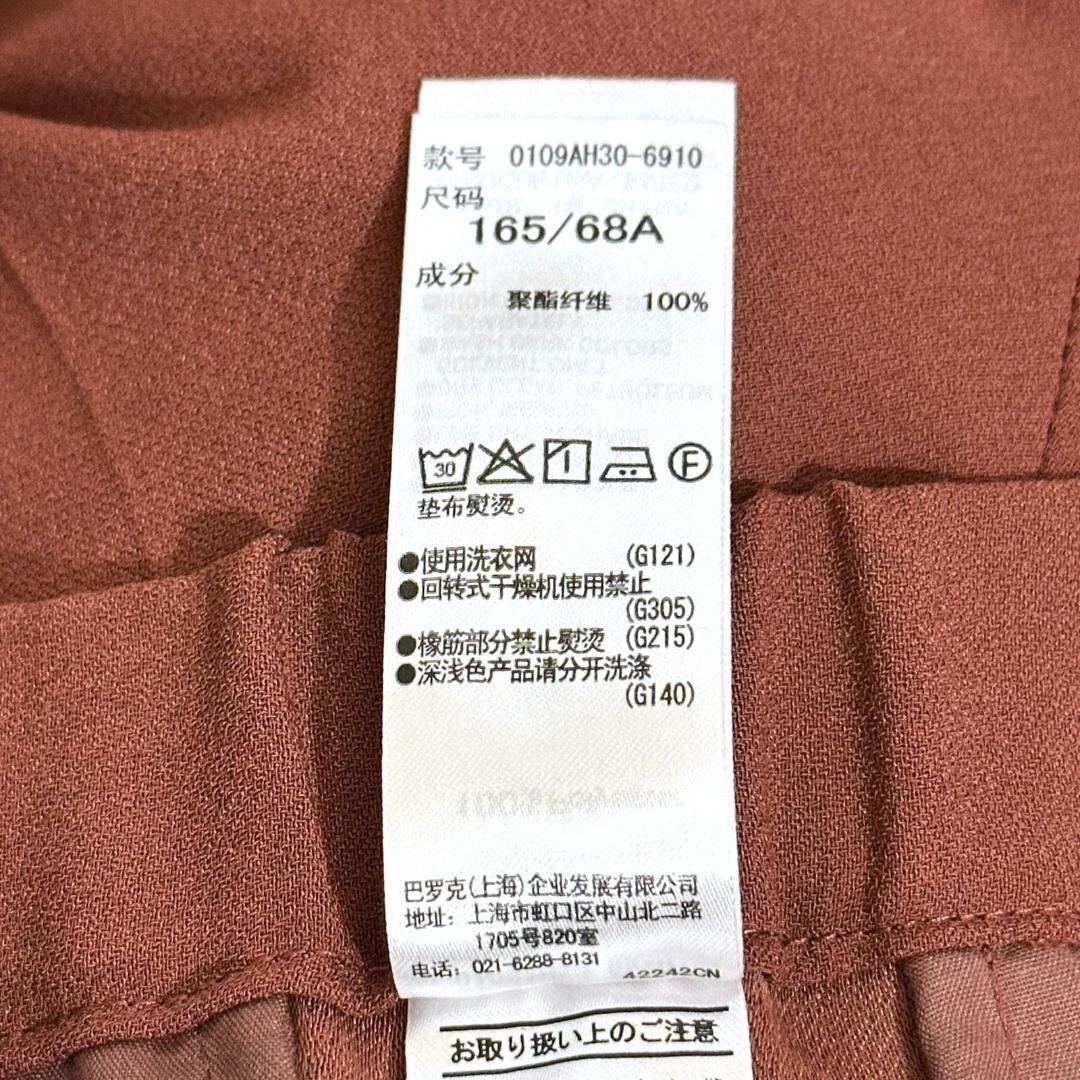 款号 0109AH30-6910
尺码
165/68A
成分
聚酯纤维 100%
30
F
垫布熨烫。
●使用洗衣网 (G121)
●回转式干燥机使用禁止
(G305)
●橡筋部分禁止熨烫 (G215)
●深浅色产品请分开洗涤
(G140)
巴罗克(上海)企业发展有限公司
地址: 上海市虹口区中山北二路
1705号820室
电话: 021-6288-8131
42242CN
お取り扱い上のご注意